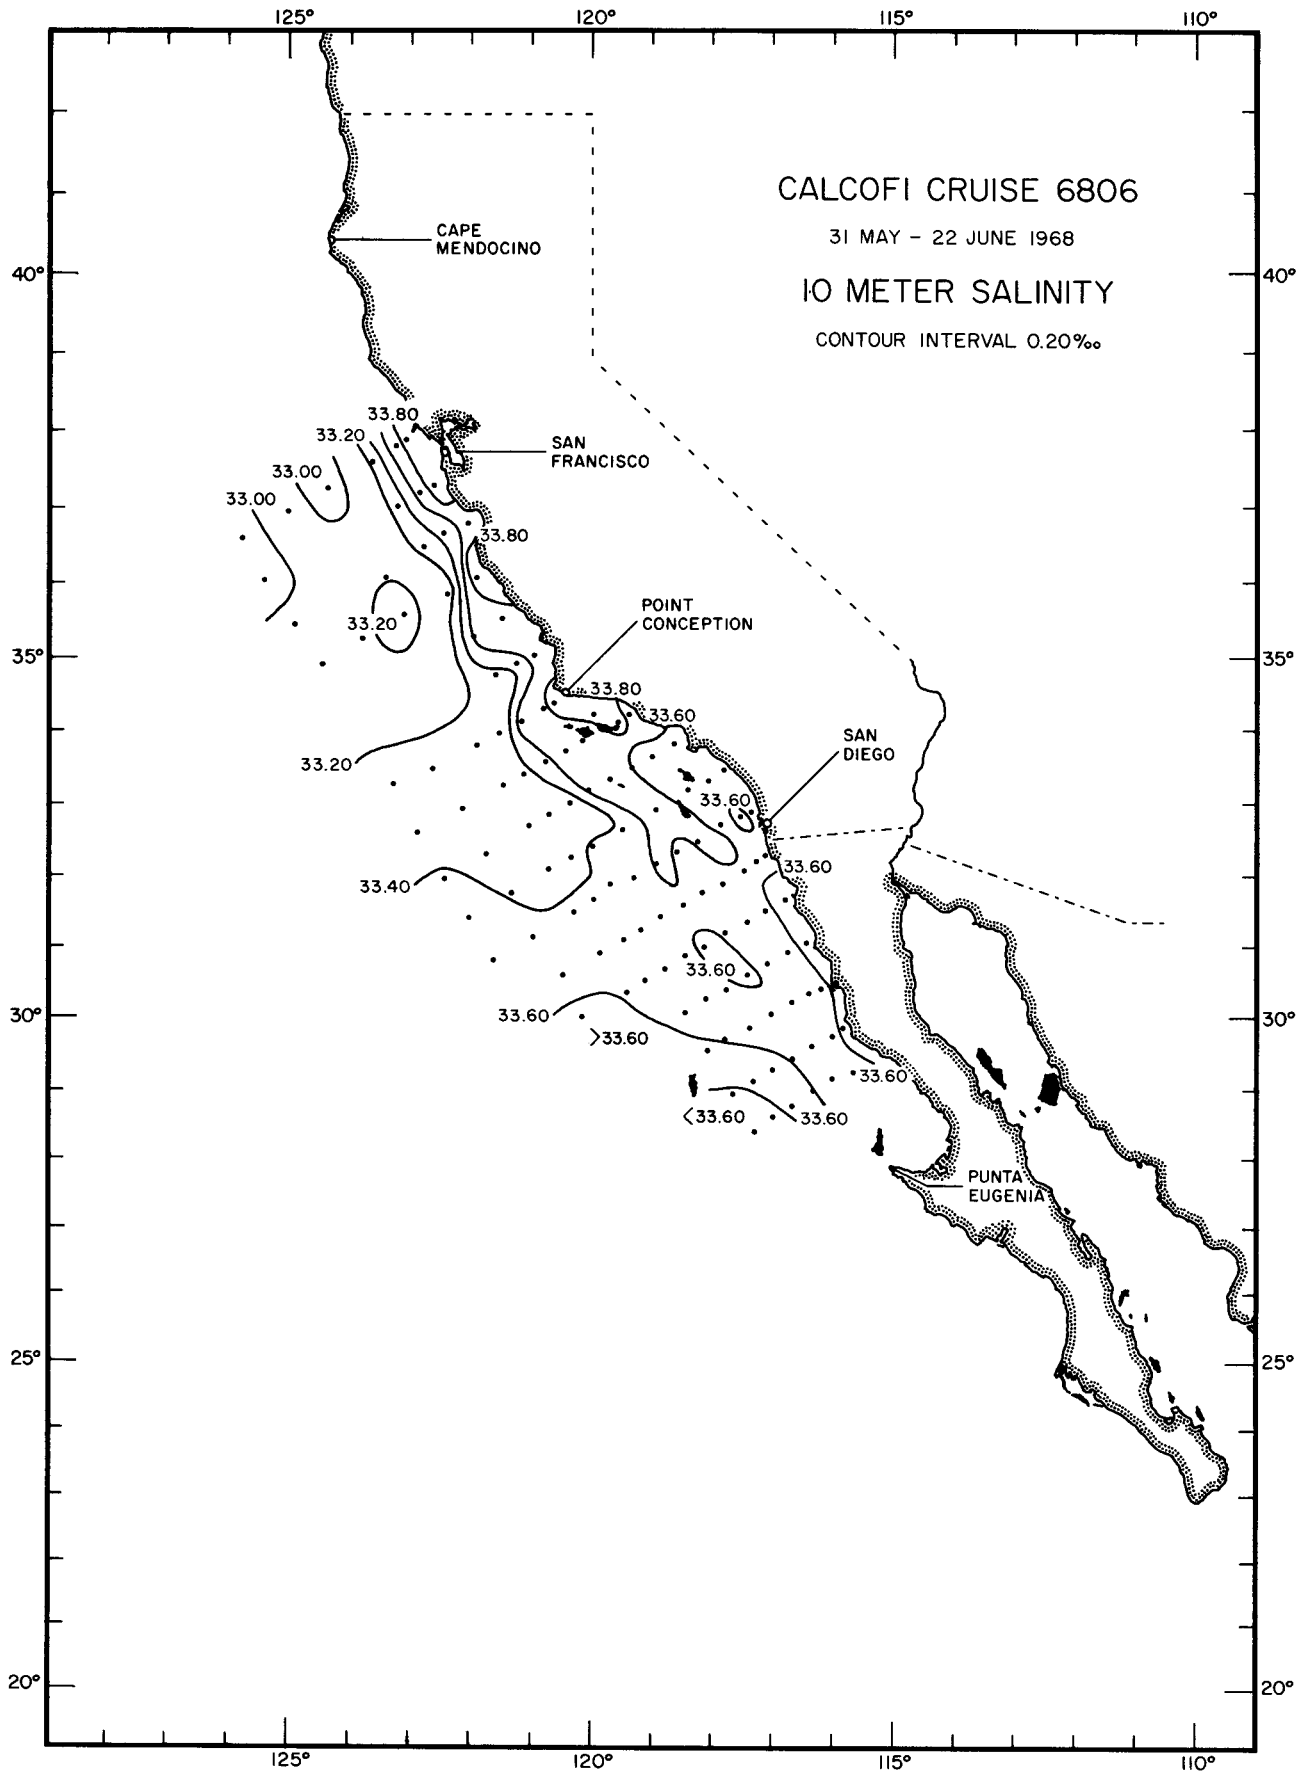 125°
120°
115°
110°
CALCOFI CRUISE 6806
31 MAY – 22 JUNE 1968
10 METER SALINITY
CONTOUR INTERVAL 0.20‰
CAPE
MENDOCINO
40°
40°
33.80
33.20
SAN
FRANCISCO
33.00
33.00
33.80
POINT
CONCEPTION
33.20
35°
35°
33.80
33.60
SAN
DIEGO
33.20
33.60
33.60
33.40
33.60
30°
33.60
30°
>33.60
33.60
<33.60
33.60
PUNTA
EUGENIA
25°
25°
20°
20°
125°
120°
115°
110°